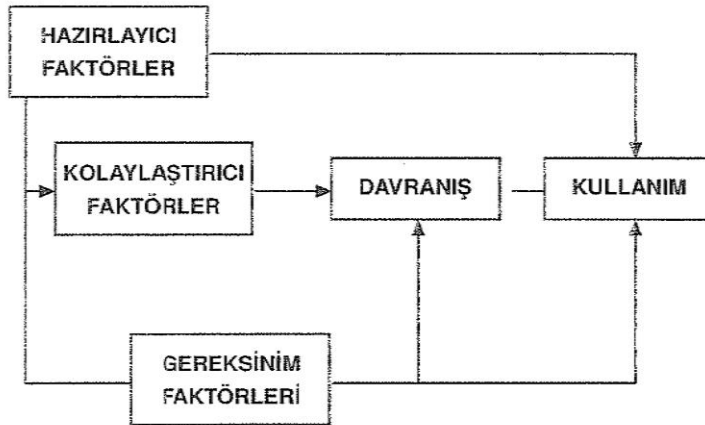 HAZIRLAYICI
FAKTÖRLER
KOLAYLAŞTIRICI
FAKTÖRLER
DAVRANIŞ
KULLANIM
GEREKSİNİM
FAKTÖRLERİ